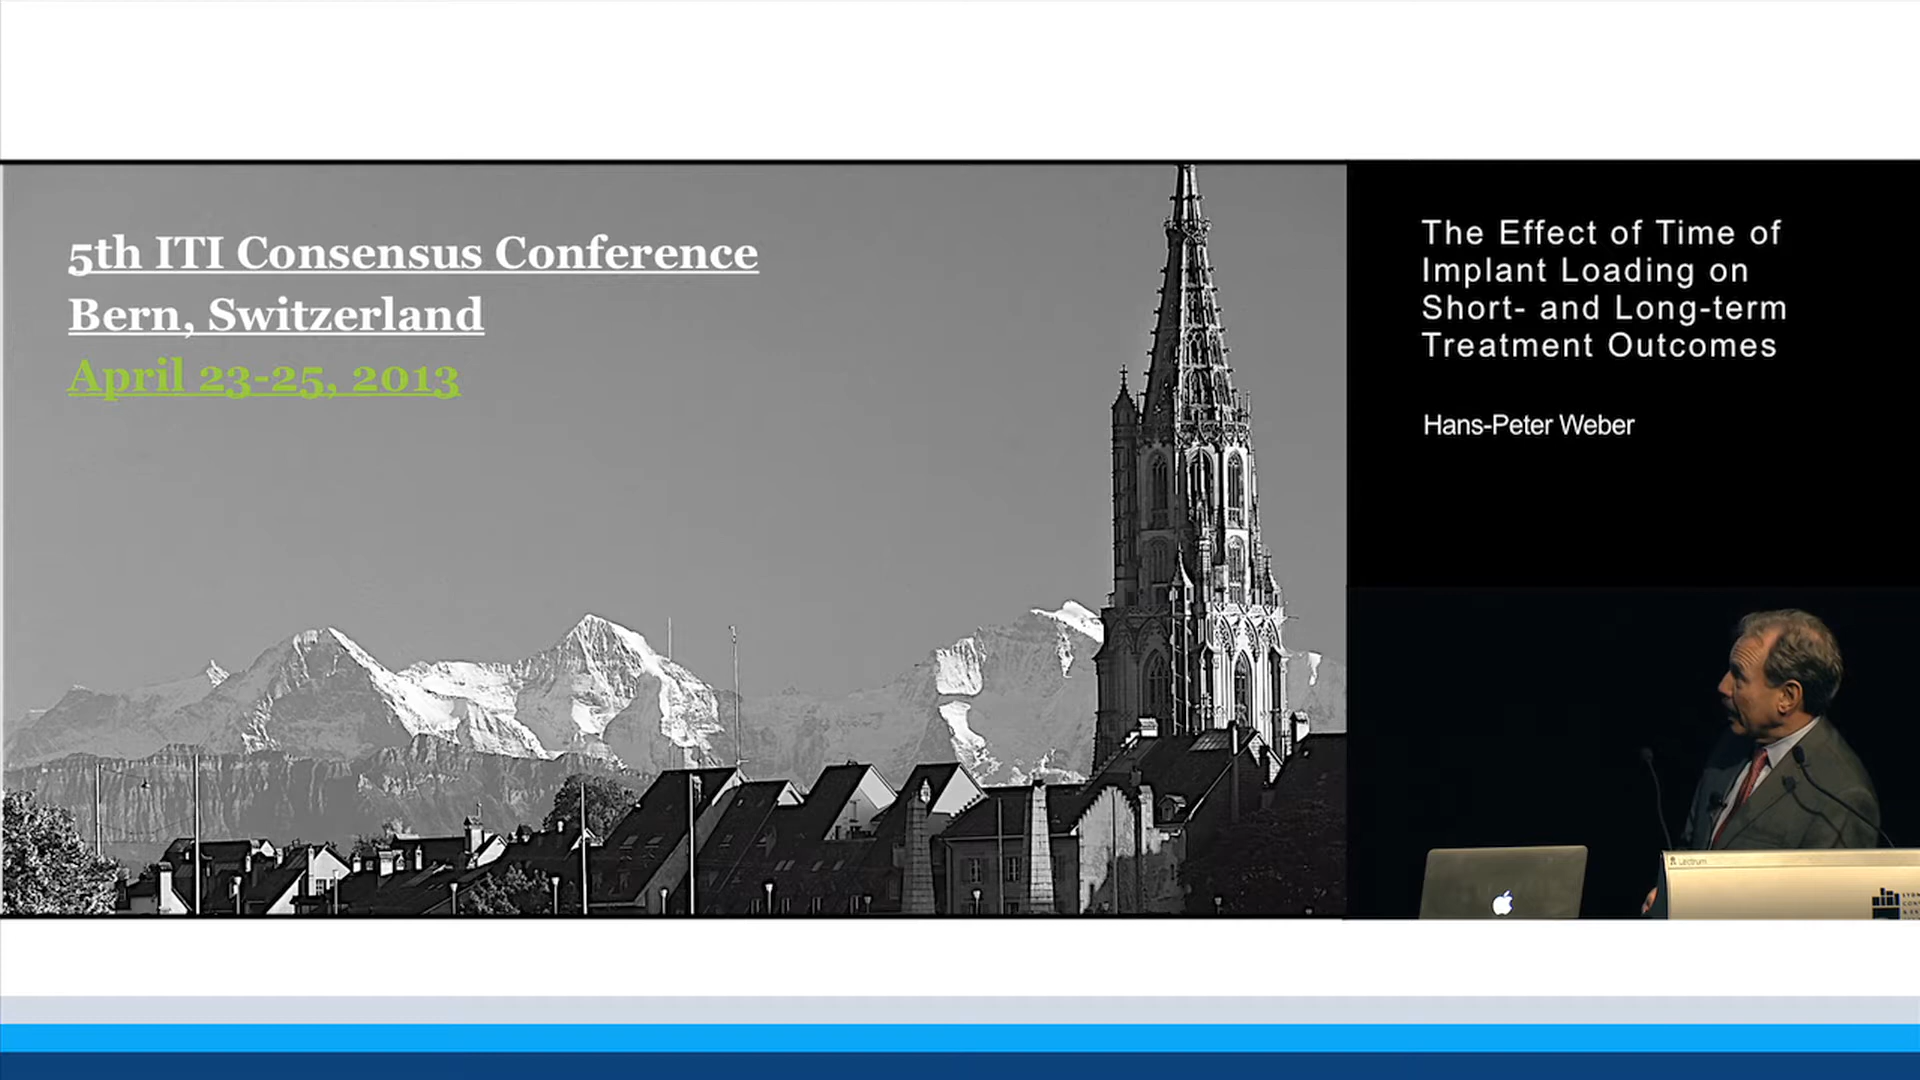 5th ITI Consensus Conference
Bern, Switzerland
April 23-25, 2013
The Effect of Time of
Implant Loading on
Short- and Long-term
Treatment Outcomes
Hans-Peter Weber
Lectrum